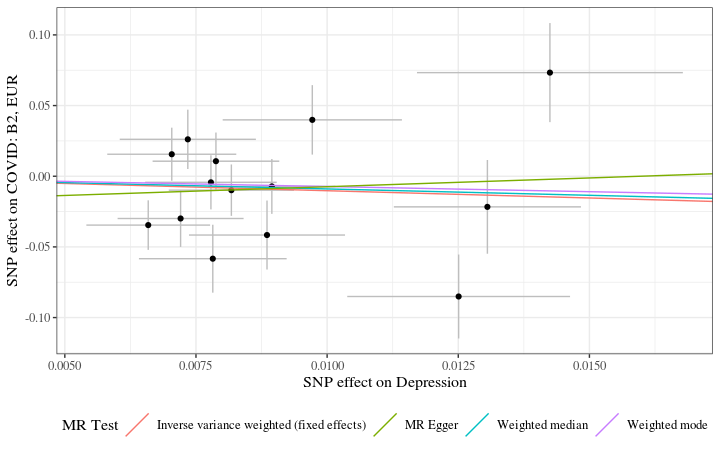 0.10
0.05
0.00
-0.05
-0.10
SNP effect on COVID: B2, EUR
0.0050 0.0075 0.0100 0.0125 0.0150
SNP effect on Depression
MR Test Inverse variance weighted (fixed effects) MR Egger Weighted median Weighted mode